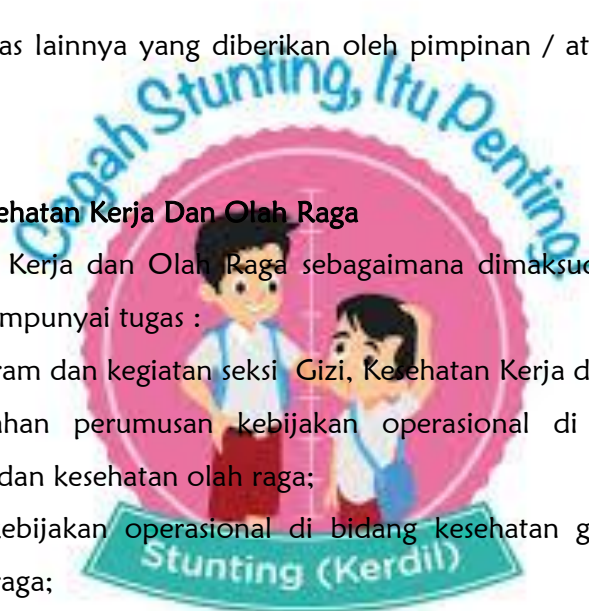 as lainnya yang diberikan oleh pimpinan / at
Cegah Stunting, Itu Penting
ehatan Kerja Dan Olah Raga
Kerja dan Olah Raga sebagaimana dimaksud
mpunyai tugas :
ram dan kegiatan seksi Gizi, Kesehatan Kerja d
ahan perumusan kebijakan operasional di
dan kesehatan olah raga;
ebijakan operasional di bidang kesehatan g
Stunting (Kerdil)
raga;